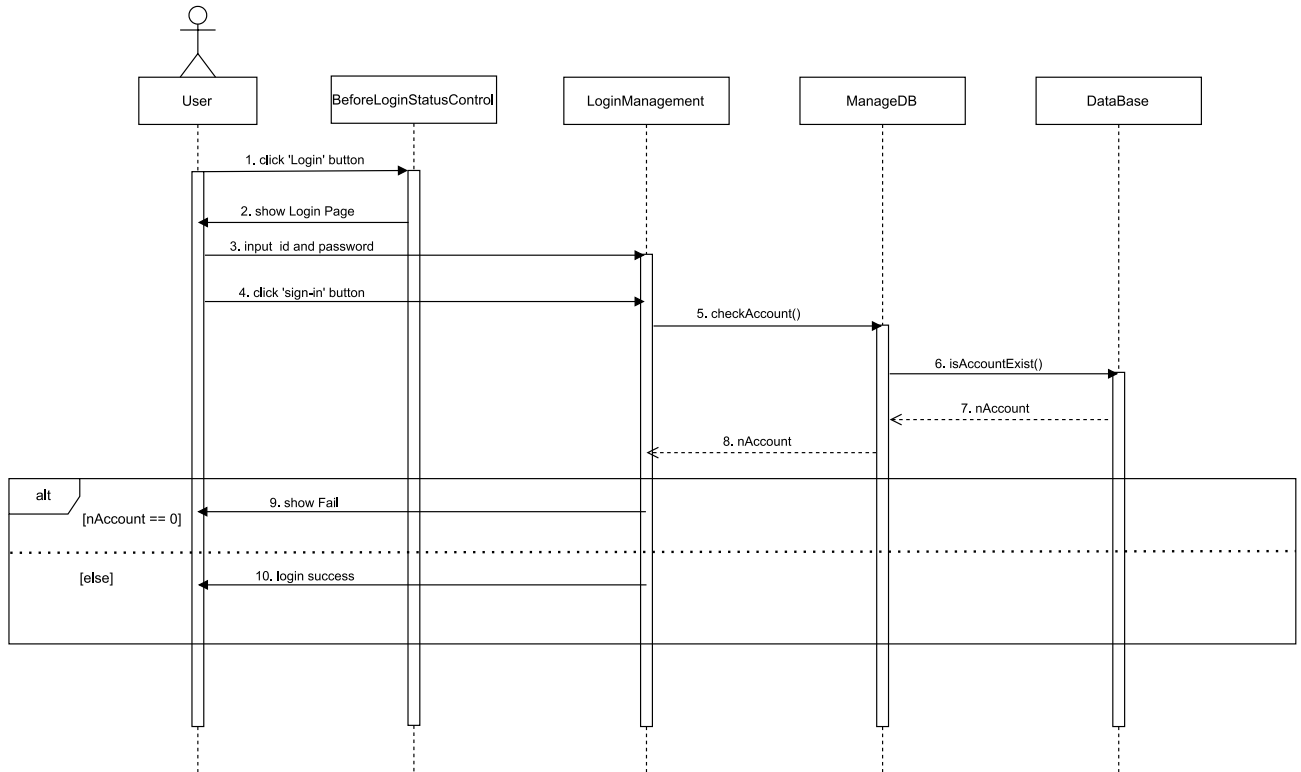 User
BeforeLoginStatusControl
LoginManagement
ManageDB
DataBase
1. click 'Login' button
2. show Login Page
3. input  id and password
4. click 'sign-in' button
5. checkAccount()
6. isAccountExist()
7. nAccount
8. nAccount
alt
9. show Fail
[nAccount == 0]
[else]
10. login success